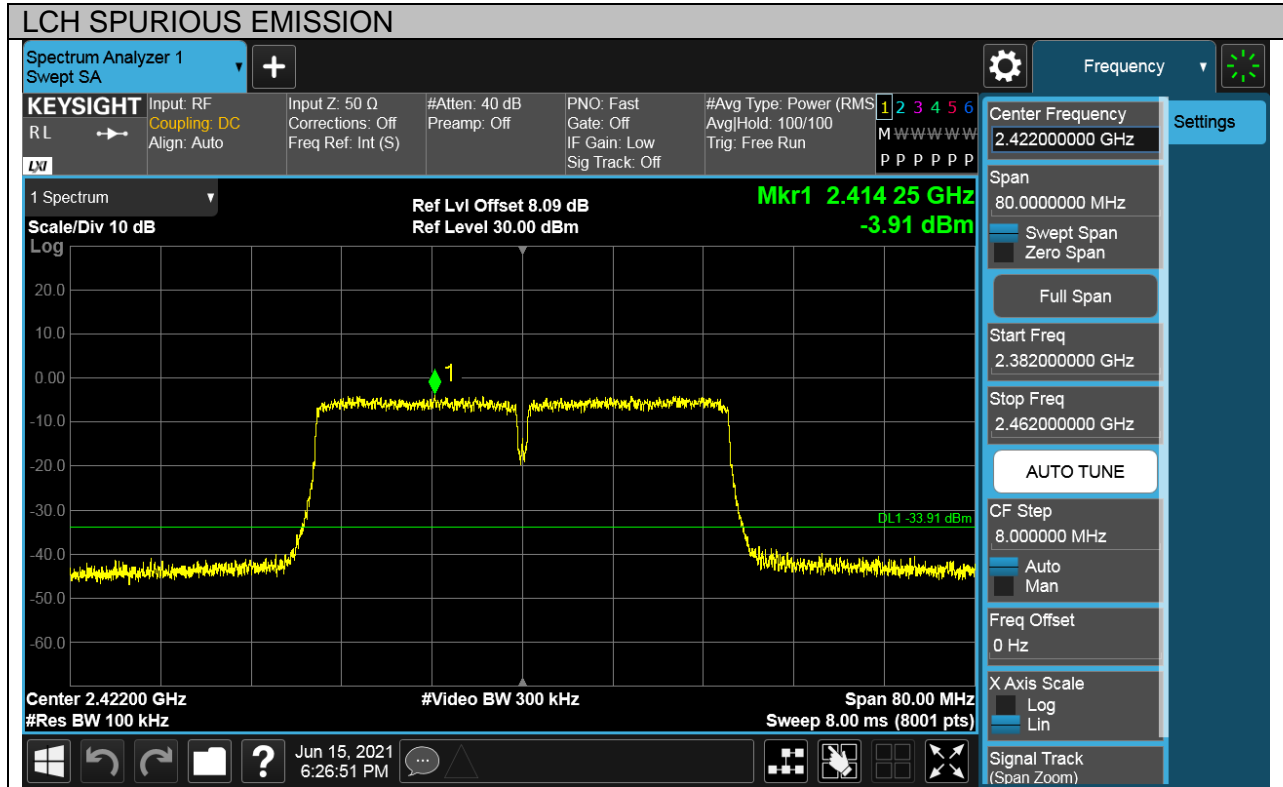 LCH SPURIOUS EMISSION
Spectrum Analyzer 1
Swept SA
Frequency
KEYSIGHT
RL
LXI
Input: RF
Coupling: DC
Align: Auto
Input Z: 50 Ω
Corrections: Off
Freq Ref: Int (S)
#Atten: 40 dB
Preamp: Off
PNO: Fast
Gate: Off
IF Gain: Low
Sig Track: Off
#Avg Type: Power (RMS
Avg|Hold: 100/100
Trig: Free Run
1 2 3 4 5 6
M W W W W W
P P P P P P
1 Spectrum
Scale/Div 10 dB
Log
Ref Lvl Offset 8.09 dB
Ref Level 30.00 dBm
Mkr1 2.414 25 GHz
-3.91 dBm
20.0
10.0
0.00
-10.0
-20.0
-30.0
-40.0
-50.0
-60.0
1
DL1 -33.91 dBm
Center 2.42200 GHz
#Res BW 100 kHz
#Video BW 300 kHz
Span 80.00 MHz
Sweep 8.00 ms (8001 pts)
Center Frequency
2.422000000 GHz
Settings
Span
80.0000000 MHz
Swept Span
Zero Span
Full Span
Start Freq
2.382000000 GHz
Stop Freq
2.462000000 GHz
AUTO TUNE
CF Step
8.000000 MHz
Auto
Man
Freq Offset
0 Hz
X Axis Scale
Log
Lin
Signal Track
(Span Zoom)
?
Jun 15, 2021
6:26:51 PM